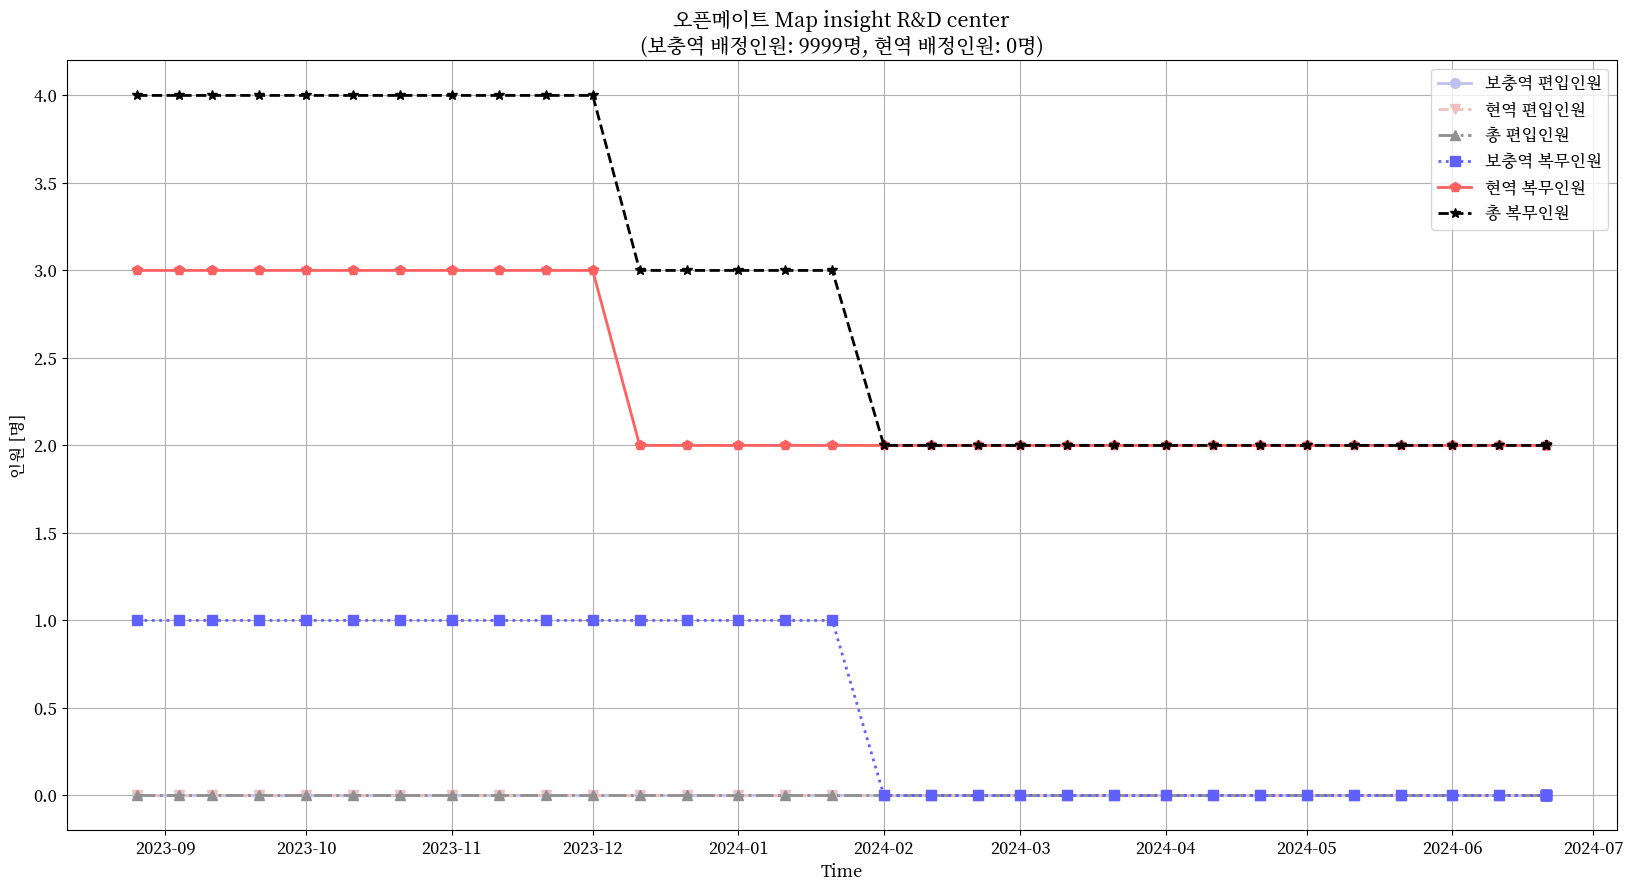 오픈메이트 Map insight R&D center
(보충역 배정인원: 9999명, 현역 배정인원: 0명)
보충역 편입인원
현역 편입인원
총 편입인원
보충역 복무인원
현역 복무인원
총 복무인원
인원 [명]
4.0
3.5
3.0
2.5
2.0
1.5
1.0
0.5
0.0
2023-09
2023-10
2023-11
2023-12
2024-01
2024-02
2024-03
2024-04
2024-05
2024-06
2024-07
Time